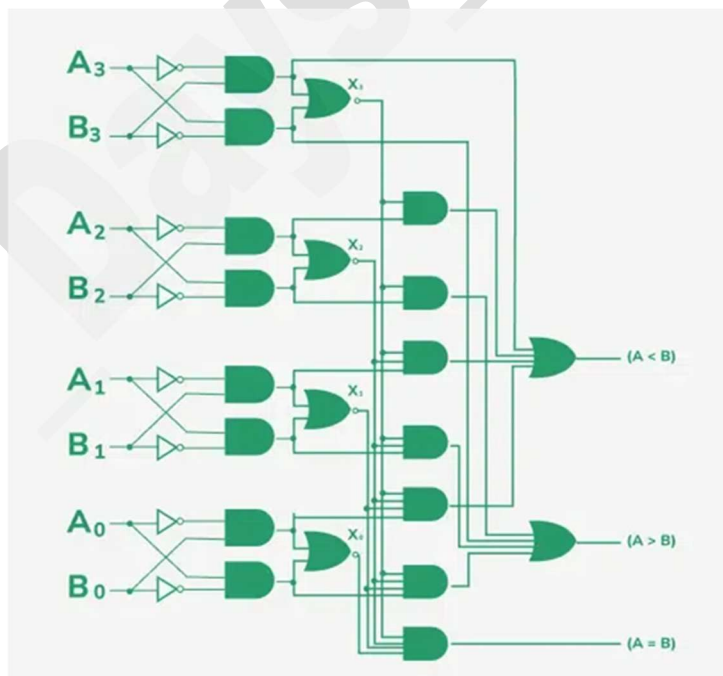 A3
B3
X₃
A2
B2
X₂
A1
B1
X₁
A0
B0
X₀
(A < B)
(A > B)
(A = B)